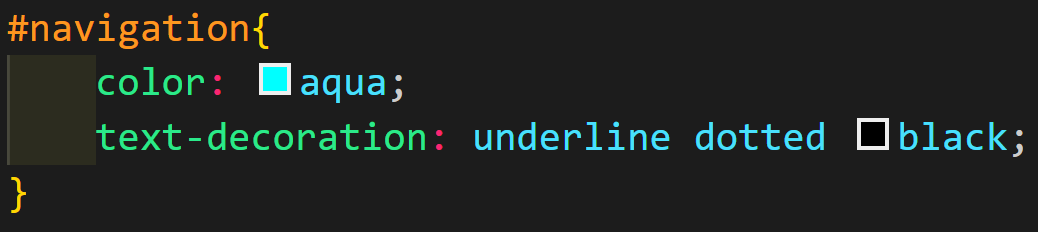 #navigation{
color: aqua;
text-decoration: underline dotted black;
}